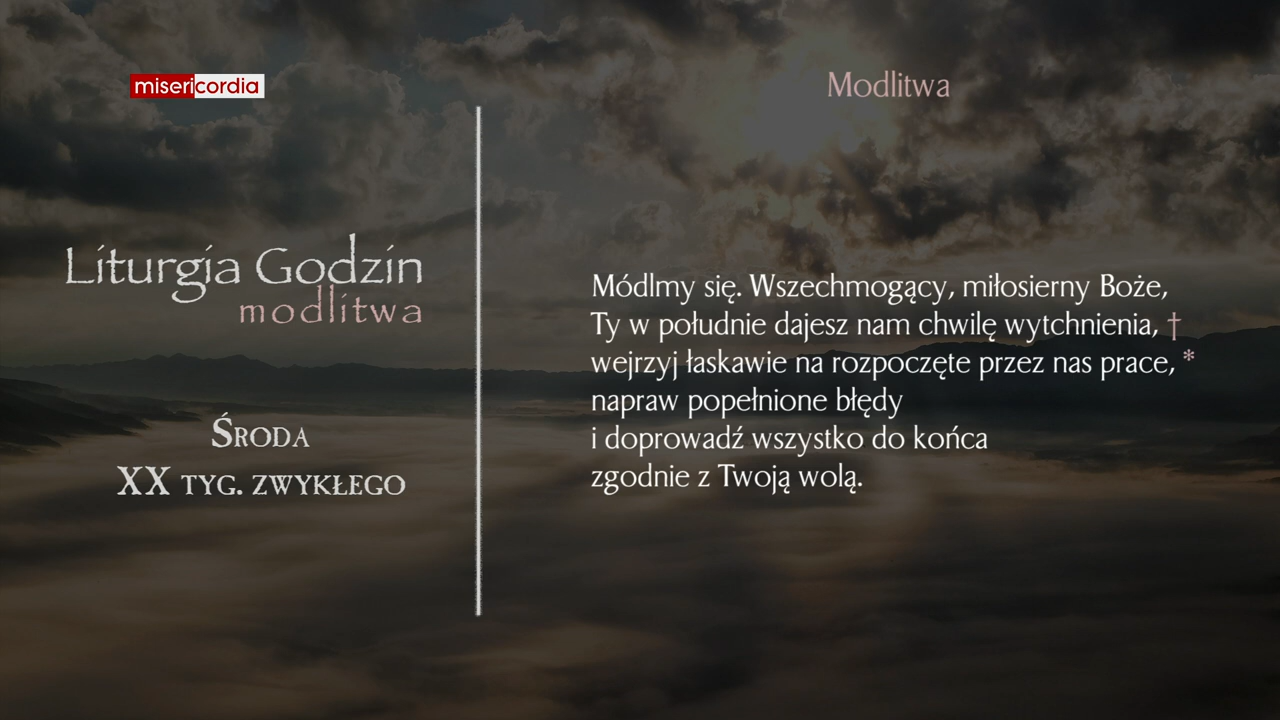 misericordia
Liturgia Godzin
modlitwa
Środa
XX tyg. zwykłego
Modlitwa
Módlmy się. Wszechmogący, miłosierny Boże,
Ty w południe dajesz nam chwilę wytchnienia, †
wejrzyj łaskawie na rozpoczęte przez nas prace, *
napraw popełnione błędy
i doprowadź wszystko do końca
zgodnie z Twoją wolą.